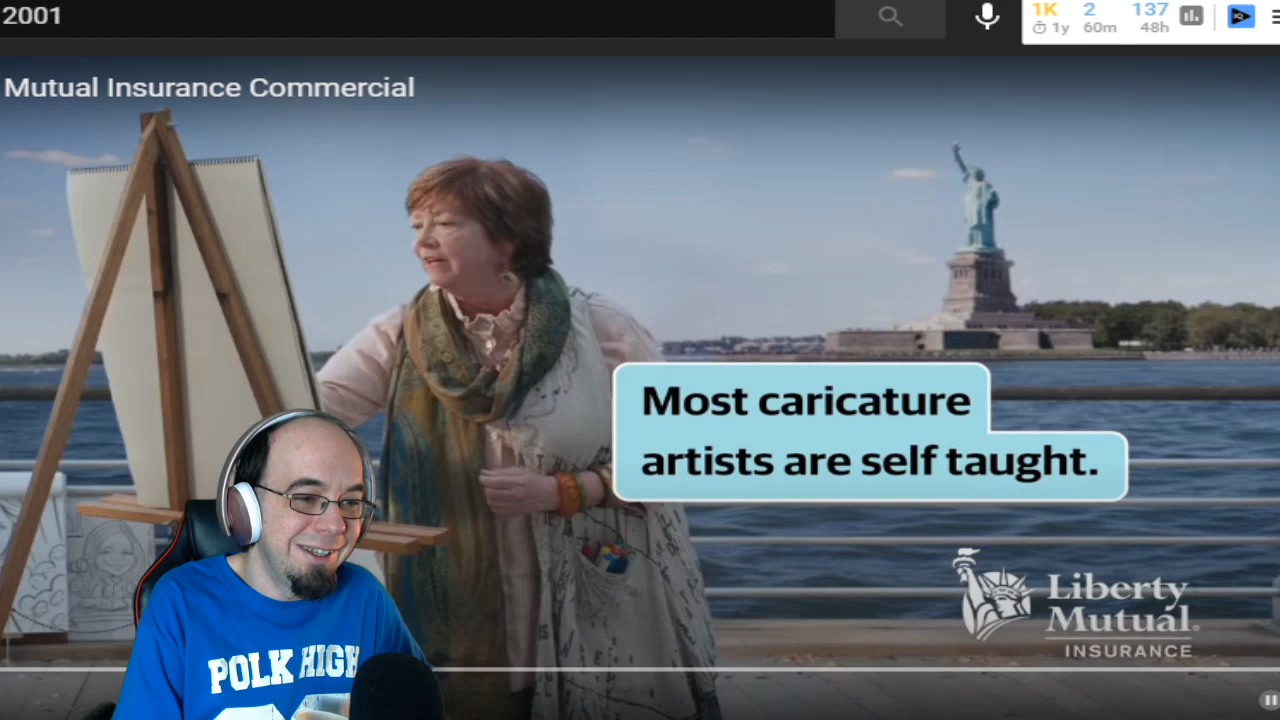 2001
1K 2 137
1y 60m 48h
Mutual Insurance Commercial
Most caricature
artists are self taught.
Liberty
Mutual.
INSURANCE
POLK HIGH